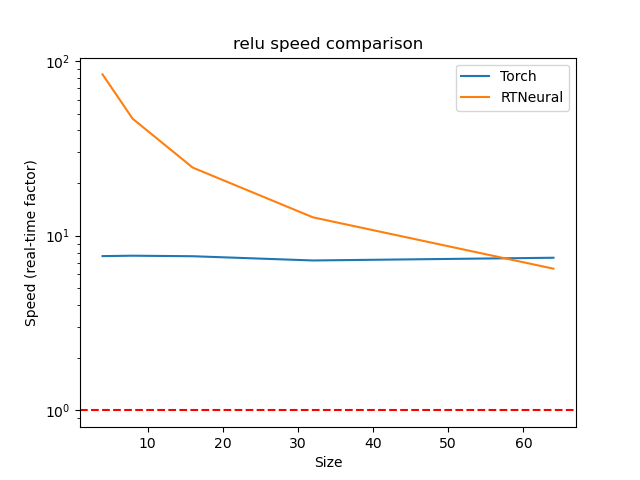 relu speed comparison
Torch
RTNeural
10²
10¹
10⁰
Speed (real-time factor)
10 20 30 40 50 60
Size